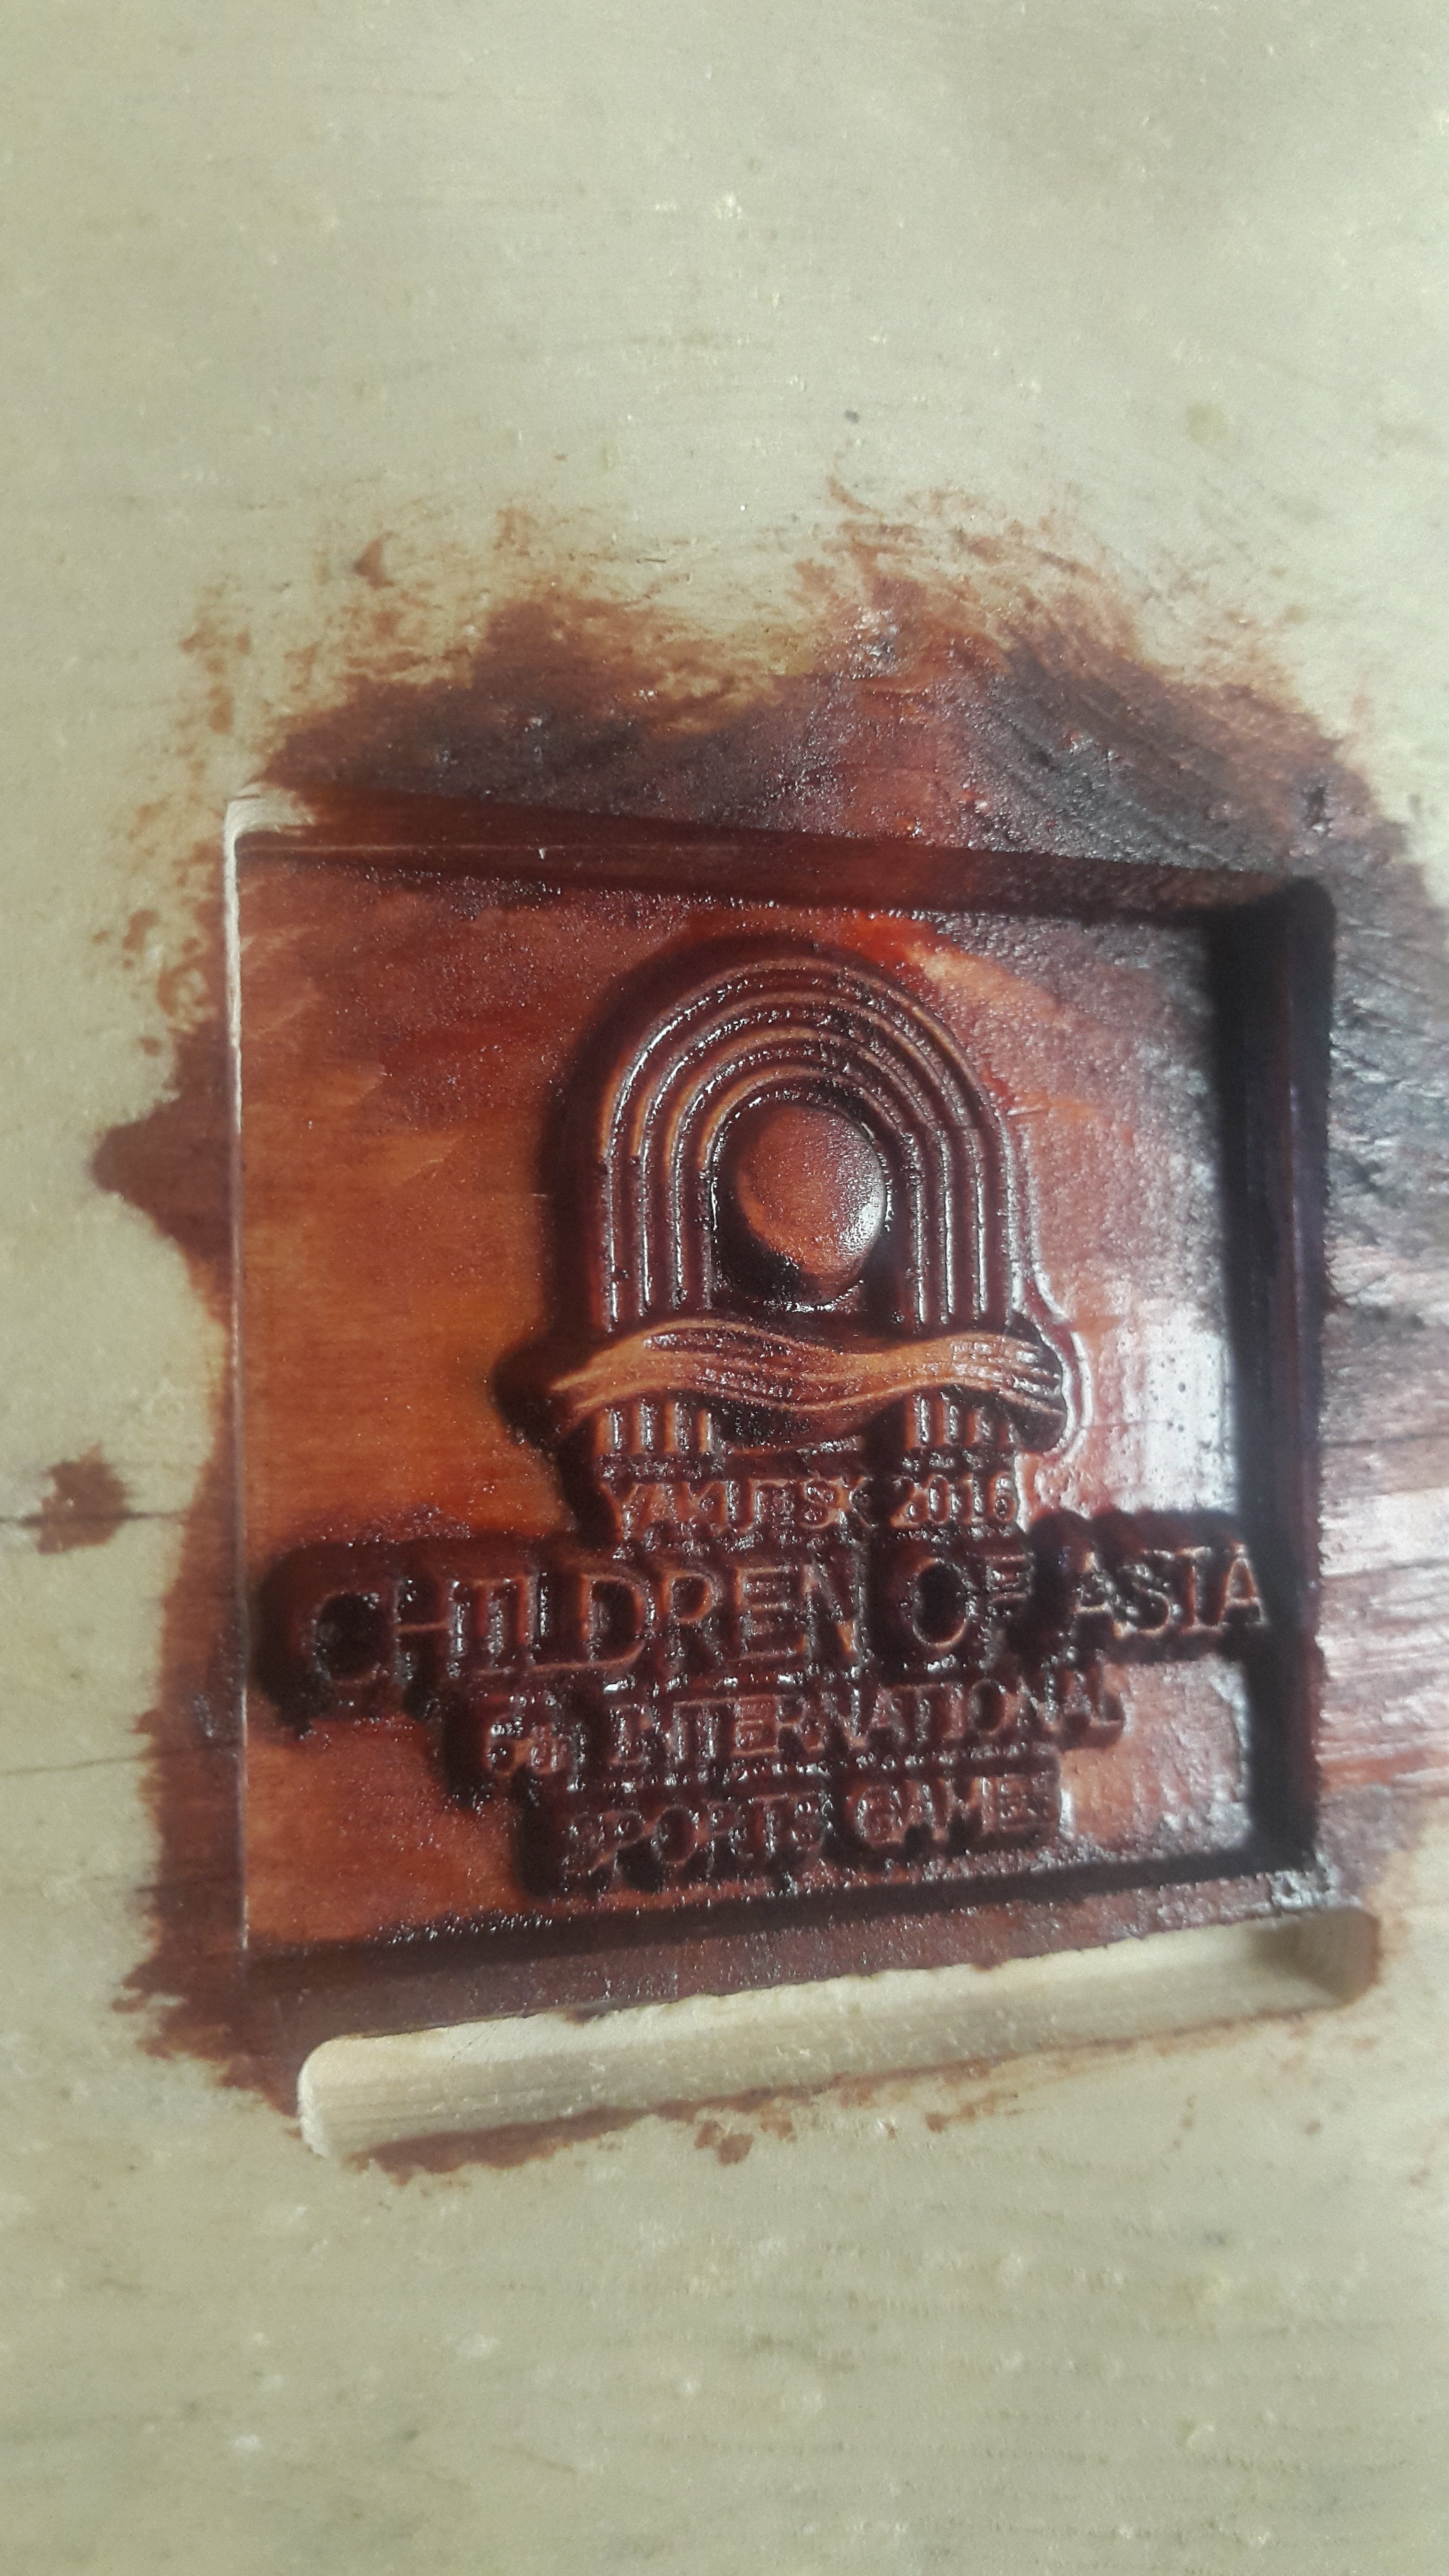 YAKUTSK 2016
CHILDREN OF ASIA
6th INTERNATIONAL
SPORTS GAMES